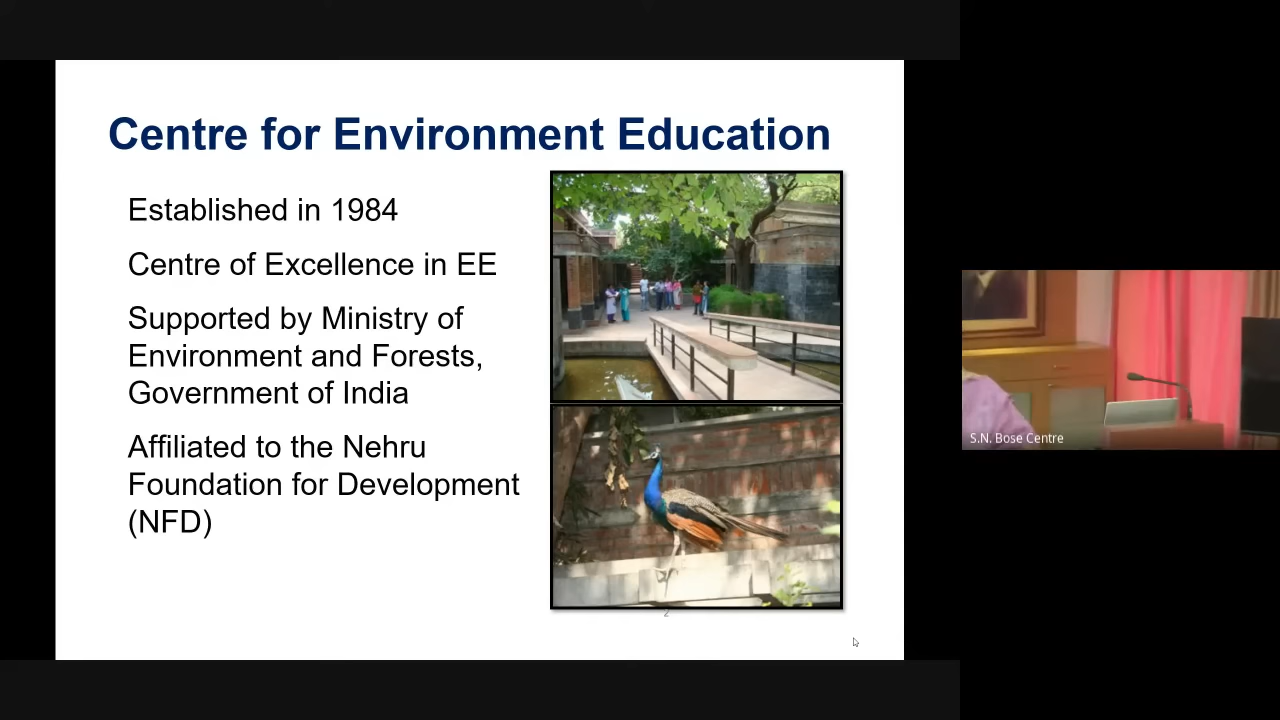 Centre for Environment Education
Established in 1984
Centre of Excellence in EE
Supported by Ministry of
Environment and Forests,
Government of India
Affiliated to the Nehru
Foundation for Development
(NFD)
2
S.N. Bose Centre